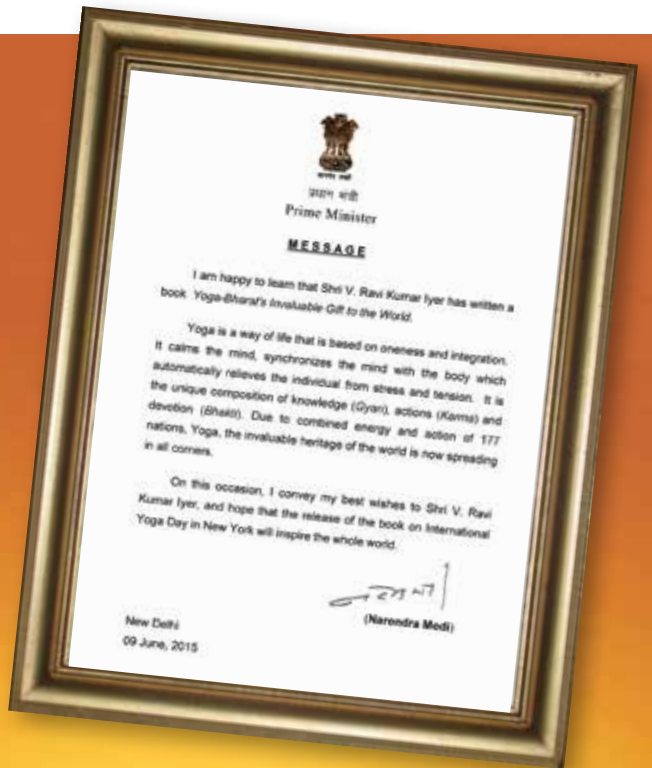 प्रधान मंत्री
Prime Minister
MESSAGE
I am happy to learn that Shri V. Ravi Kumar Iyer has written a
book Yoga-Bharat's Invaluable Gift to the World.
Yoga is a way of life that is based on oneness and integration.
It calms the mind, synchronizes the mind with the body which
automatically relieves the individual from stress and tension. It is
the unique composition of knowledge (Gyan), actions (Karma) and
devotion (Bhakti). Due to combined energy and action of 177
nations, Yoga, the invaluable heritage of the world is now spreading
in all corners.
On this occasion, I convey my best wishes to Shri V. Ravi
Kumar Iyer, and hope that the release of the book on International
Yoga Day in New York will inspire the whole world.
(Narendra Modi)
New Delhi
09 June, 2015